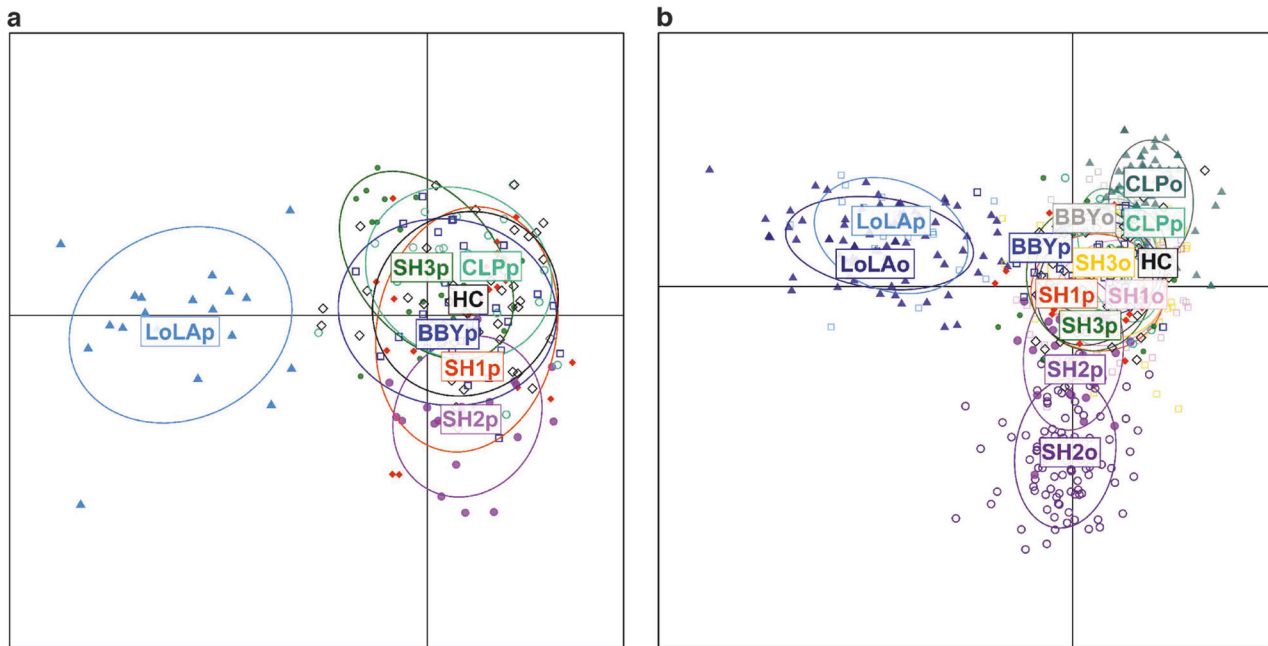 a
SH3p
CLPp
HC
LoLAp
BBYp
SH1p
SH2p
b
CLPo
LoLAp
BBYo
CLPp
BBYp
LoLAo
SH3o
HC
SH1p
SH1o
SH3p
SH2p
SH2o